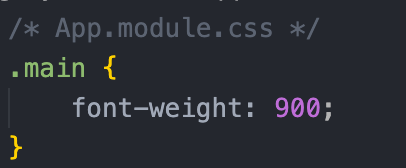 /* App.module.css */
.main {
    font-weight: 900;
}